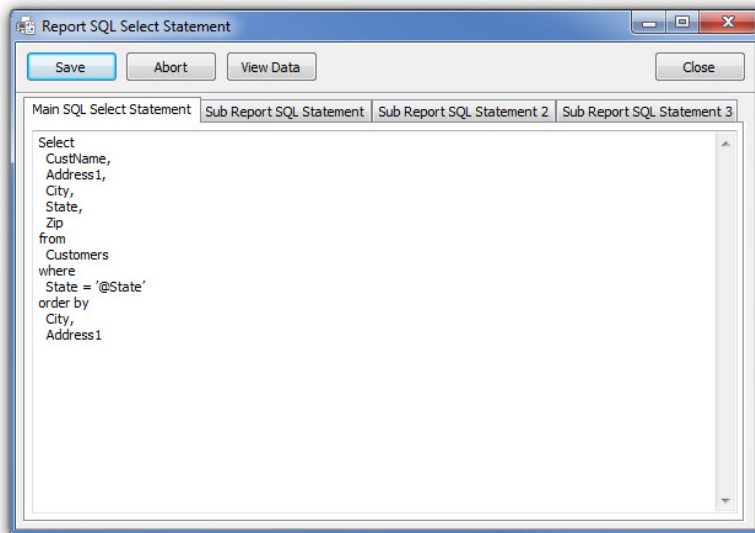 Report SQL Select Statement
Save Abort View Data Close
Main SQL Select Statement Sub Report SQL Statement Sub Report SQL Statement 2 Sub Report SQL Statement 3
Select
CustName,
Address1,
City,
State,
Zip
from
Customers
where
State = '@State'
order by
City,
Address1